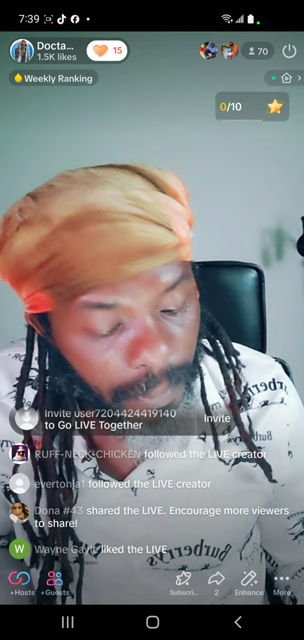 7:39
Docta...
1.5K likes
15
70
Weekly Ranking
0/10
Invite user7204424419140
to Go LIVE Together
Invite
RUFF-NECK-CHICKEN followed the LIVE creator
evertonja1 followed the LIVE creator
Dona #43 shared the LIVE. Encourage more viewers
to share!
W
Wayne Gayle liked the LIVE
Burberry's
+Hosts
+Guests
Subscri...
2
Enhance
More